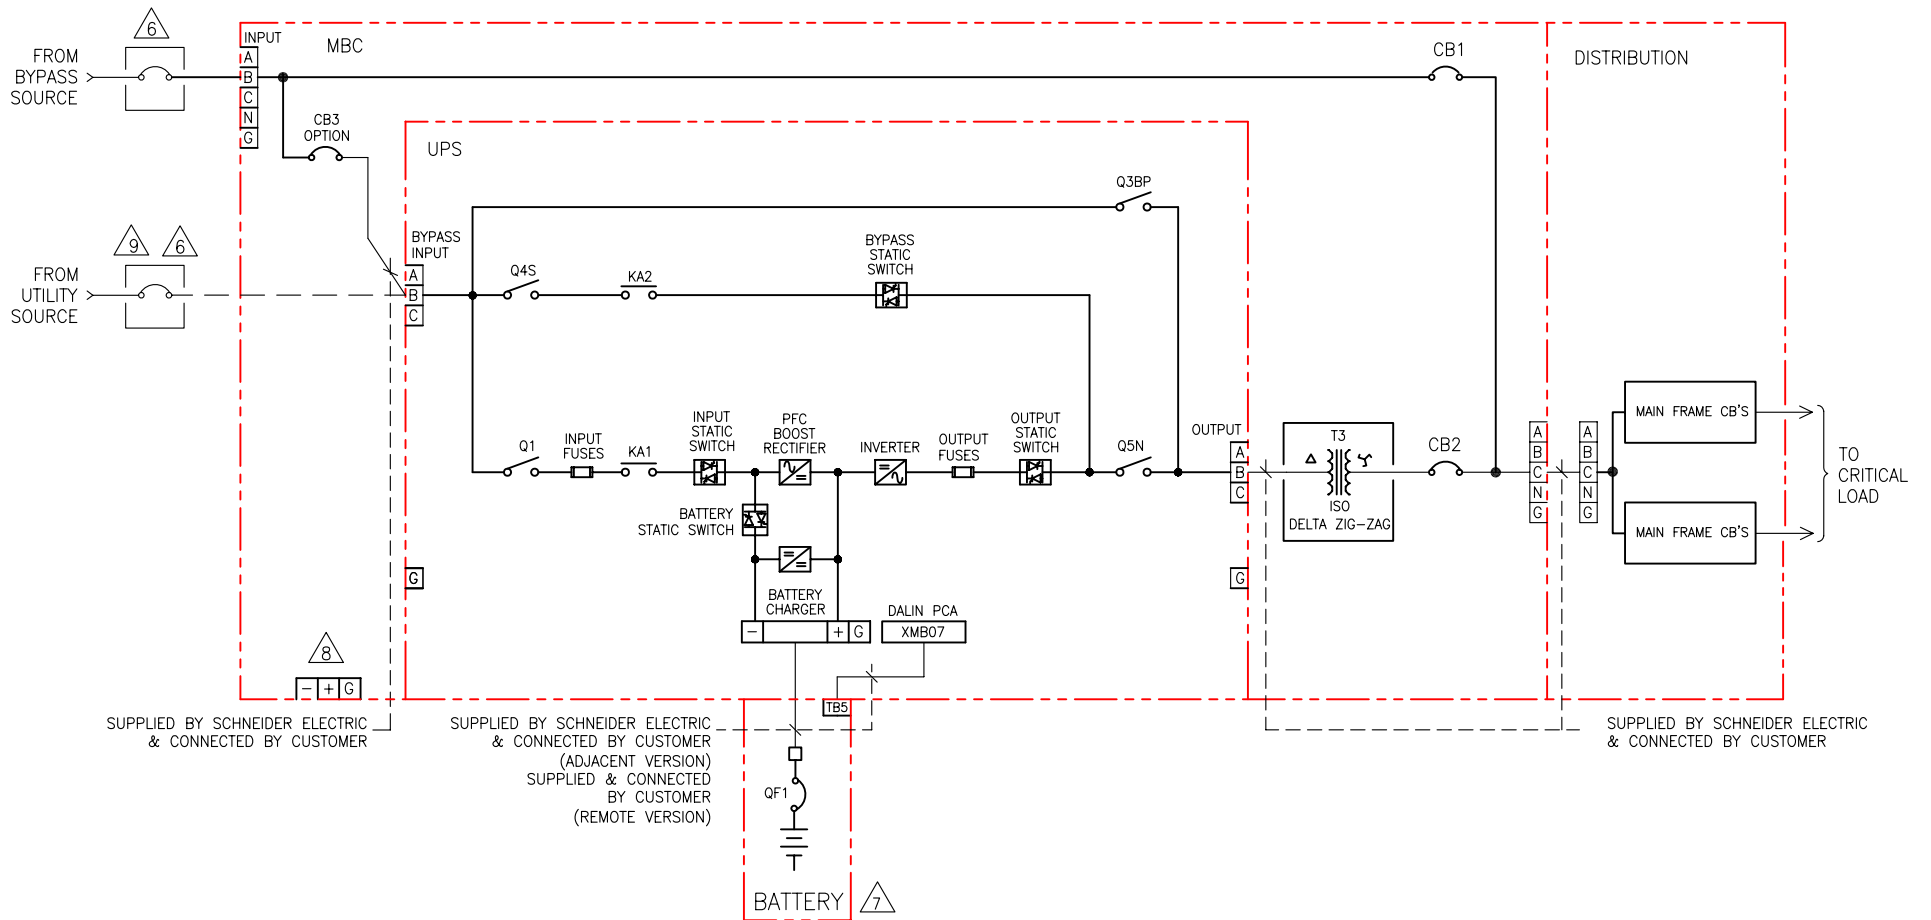 6
FROM
BYPASS
SOURCE
INPUT
A
B
C
N
G
MBC
CB3
OPTION
CB1
DISTRIBUTION
UPS
9
6
FROM
UTILITY
SOURCE
BYPASS
INPUT
A
B
C
Q3BP
Q4S
KA2
BYPASS
STATIC
SWITCH
Q1
INPUT
FUSES
KA1
INPUT
STATIC
SWITCH
PFC
BOOST
RECTIFIER
INVERTER
OUTPUT
FUSES
OUTPUT
STATIC
SWITCH
Q5N
OUTPUT
A
B
C
BATTERY
STATIC SWITCH
BATTERY
CHARGER
- + G
DALIN PCA
XMB07
G
G
T3
ISO
DELTA ZIG-ZAG
CB2
A
B
C
N
G
A
B
C
N
G
MAIN FRAME CB'S
MAIN FRAME CB'S
TO
CRITICAL
LOAD
8
- + G
SUPPLIED BY SCHNEIDER ELECTRIC
& CONNECTED BY CUSTOMER
SUPPLIED BY SCHNEIDER ELECTRIC
& CONNECTED BY CUSTOMER
(ADJACENT VERSION)
SUPPLIED & CONNECTED
BY CUSTOMER
(REMOTE VERSION)
TB5
QF1
BATTERY
7
SUPPLIED BY SCHNEIDER ELECTRIC
& CONNECTED BY CUSTOMER